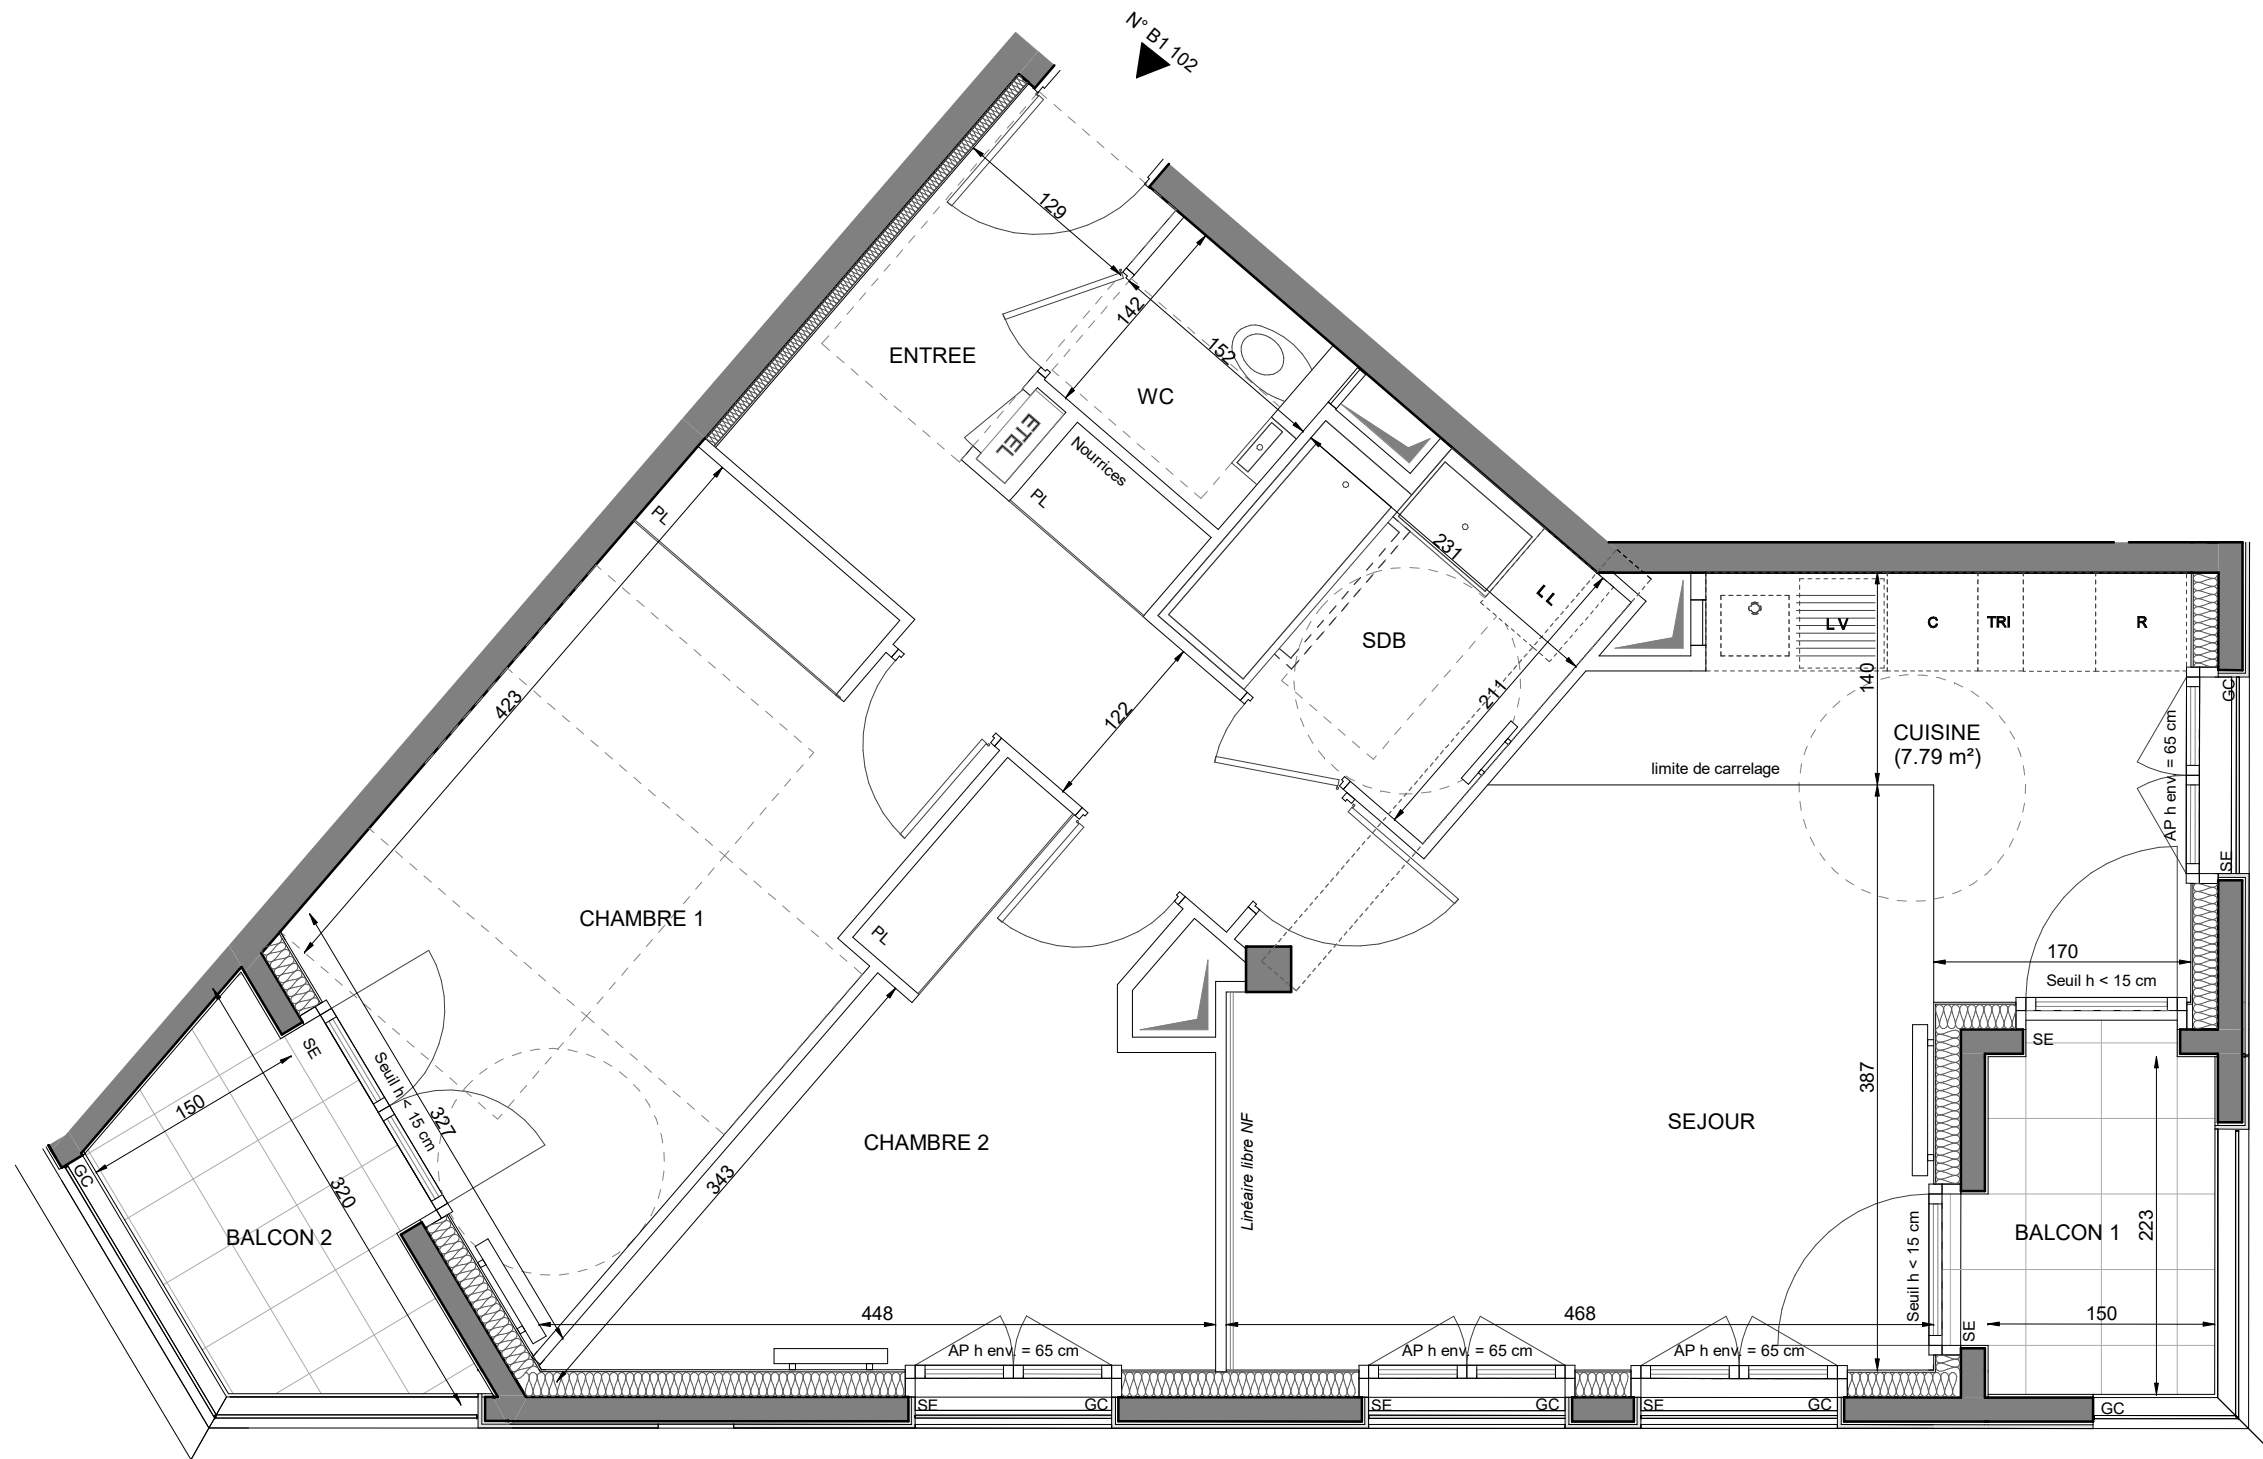 N° B1 102
129
142
152
ENTREE
WC
ETEL
Nourrices
PL
PL
231
LL
SDB
LV
C
TRI
R
423
122
211
140
CUISINE
(7.79 m²)
GC
AP h env. = 65 cm
SE
limite de carrelage
CHAMBRE 1
PL
170
Seuil h < 15 cm
SE
SE
Seuil h < 15 cm
150
327
387
343
CHAMBRE 2
Linéaire libre NF
SEJOUR
GC
320
BALCON 2
Seuil h < 15 cm
BALCON 1
223
448
468
150
SE
AP h env. = 65 cm
AP h env. = 65 cm
AP h env. = 65 cm
SE
GC
SE
GC
SE
GC
GC